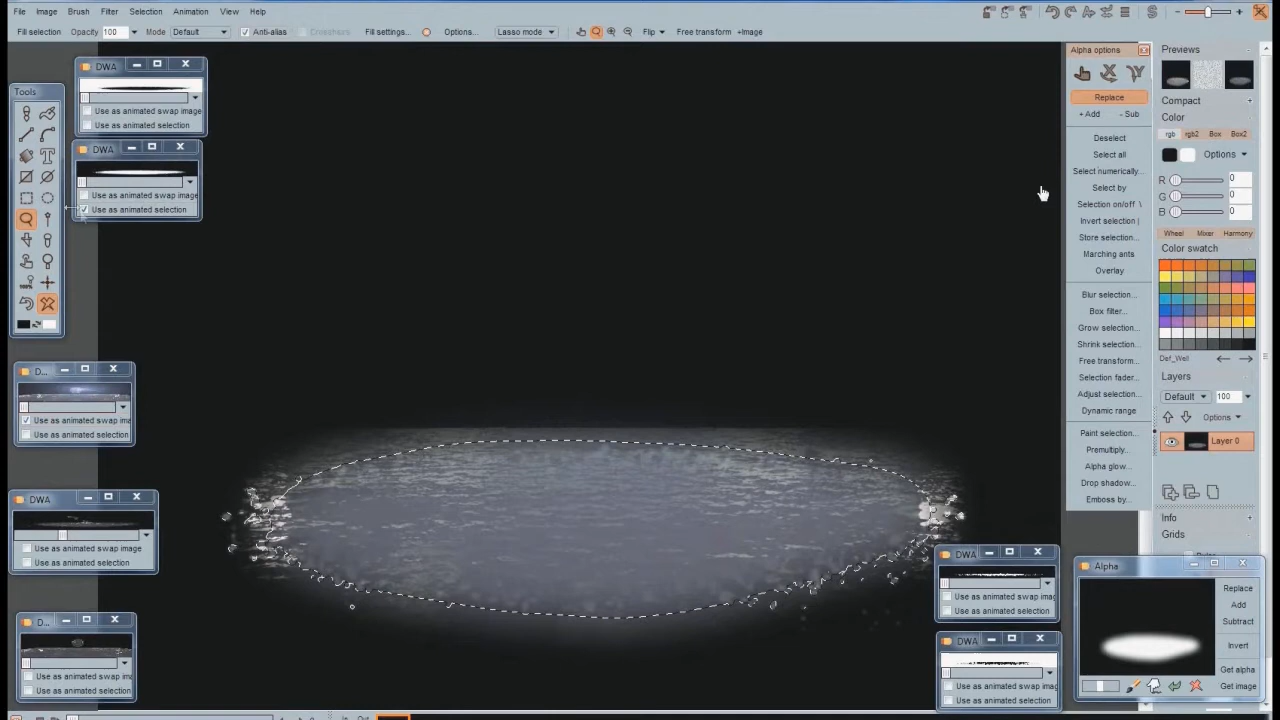 File Image Brush Filter Selection Animation View Help
Fill selection Opacity 100 Mode Default Anti-alias Fill settings... Options... Lasso mode Flip Free transform +Image
DWA
Use as animated swap image
Use as animated selection
DWA
Use as animated swap image
Use as animated selection
Tools
100%
D...
Use as animated swap ima
Use as animated selection
DWA
Use as animated swap image
Use as animated selection
D...
Use as animated swap ima
Use as animated selection
Alpha options
Replace
+ Add - Sub
Deselect
Select all
Select numerically...
Select by
Selection on/off \
Invert selection |
Store selection...
Marching ants
Overlay
Blur selection...
Box filter...
Grow selection...
Shrink selection...
Free transform...
Selection fader...
Adjust selection...
Dynamic range
Paint selection...
Premultiply...
Alpha glow...
Drop shadow...
Emboss by...
Previews
Compact +
Color
rgb rgb2 Box Box2
Options
R 0
G 0
B 0
Wheel Mixer Harmony
Color swatch
Def_Well
Layers
Default 100
Options
Layer 0
Info +
Grids
DWA
Use as animated swap imag
Use as animated selection
DWA
Use as animated swap imag
Use as animated selection
Alpha
Replace
Add
Subtract
Invert
Get alpha
Get image